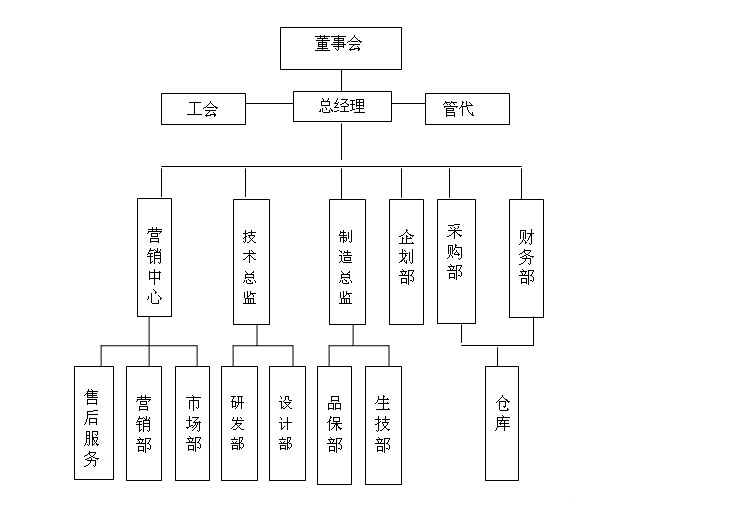 董事会
工会
总经理
管代
营销中心
技术总监
制造总监
企划部
采购部
财务部
售后服务
营销部
市场部
研发部
设计部
品保部
生技部
仓库